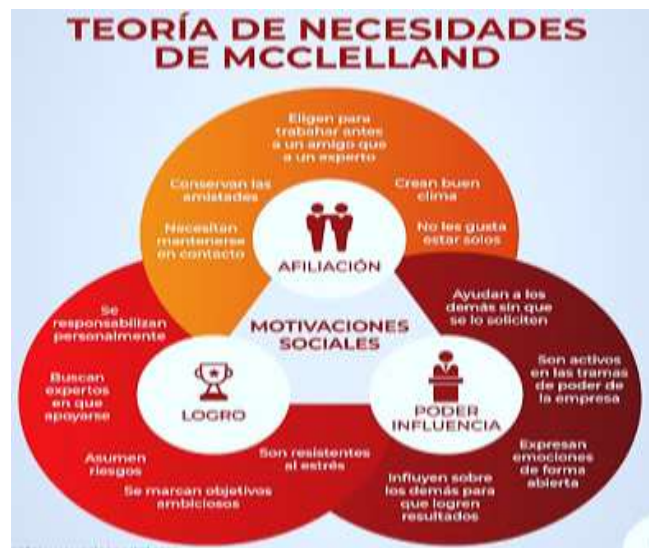 TEORÍA DE NECESIDADES
DE MCCLELLAND
Eligen para
trabahar antes
a un amigo que
a un experto
Conservan las
amistades
Crean buen
clima
Necesitan
mantenerse
en contacto
No les gusta
estar solos
AFILIACIÓN
MOTIVACIONES
SOCIALES
Se
responsabilizan
personalmente
Buscan
expertos
en que
apoyarse
LOGRO
Asumen
riesgos
Son resistentes
al estrés
Se marcan objetivos
ambiciosos
Ayudan a los
demás sin que
se lo soliciten
Son activos
en las tramas
de poder de
la empresa
PODER
INFLUENCIA
Expresan
emociones
de forma
abierta
Influyen sobre
los demás para
que logren
resultados